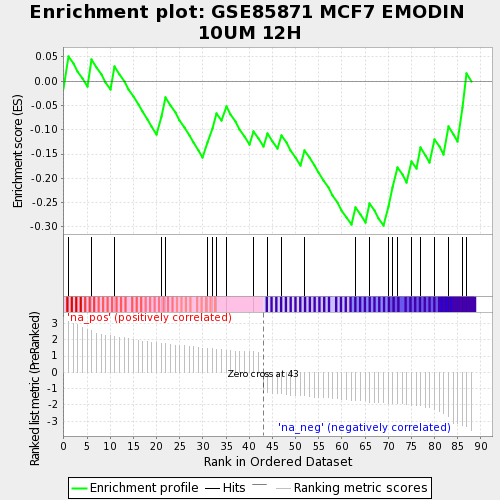 Enrichment plot: GSE85871 MCF7 EMODIN
10UM 12H
Enrichment score (ES)
0.05
0.00
-0.05
-0.10
-0.15
-0.20
-0.25
-0.30
'na_pos' (positively correlated)
Ranked list metric (PreRanked)
3
2
1
0
-1
-2
-3
Zero cross at 43
'na_neg' (negatively correlated)
0 5 10 15 20 25 30 35 40 45 50 55 60 65 70 75 80 85 90
Rank in Ordered Dataset
Enrichment profile Hits Ranking metric scores